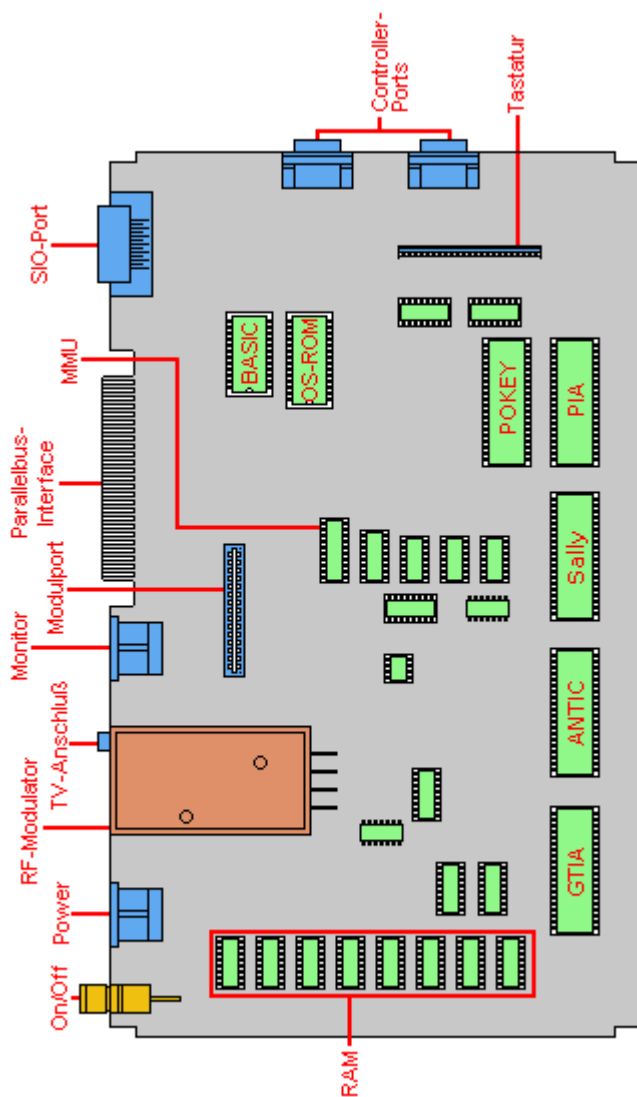 On/Off
Power
RF-Modulator
TV-Anschluß
Monitor
Modulport
Parallelbus-
Interface
MMU
SIO-Port
Controller-
Ports
Tastatur
BASIC
OS-ROM
POKEY
PIA
Sally
ANTIC
GTIA
RAM